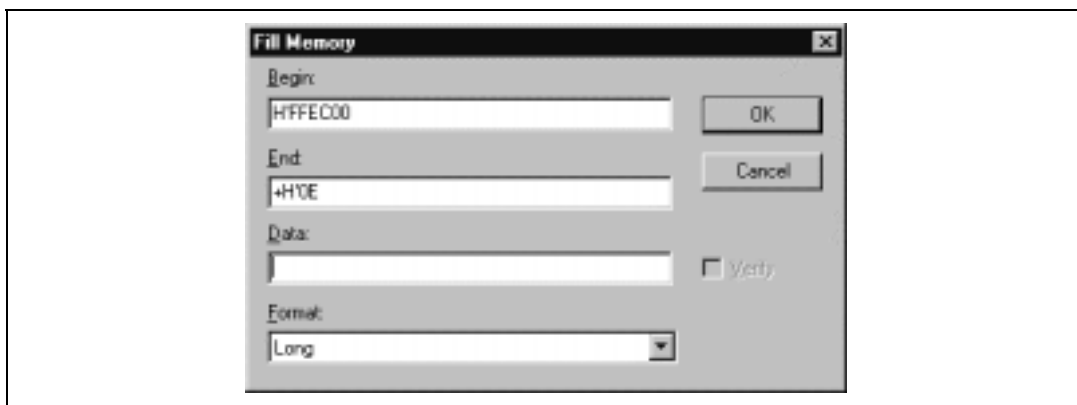 Fill Memory
Begin:
H'FFEC00
OK
End:
Cancel
+H'0E
Data:
Verify
Format:
Long